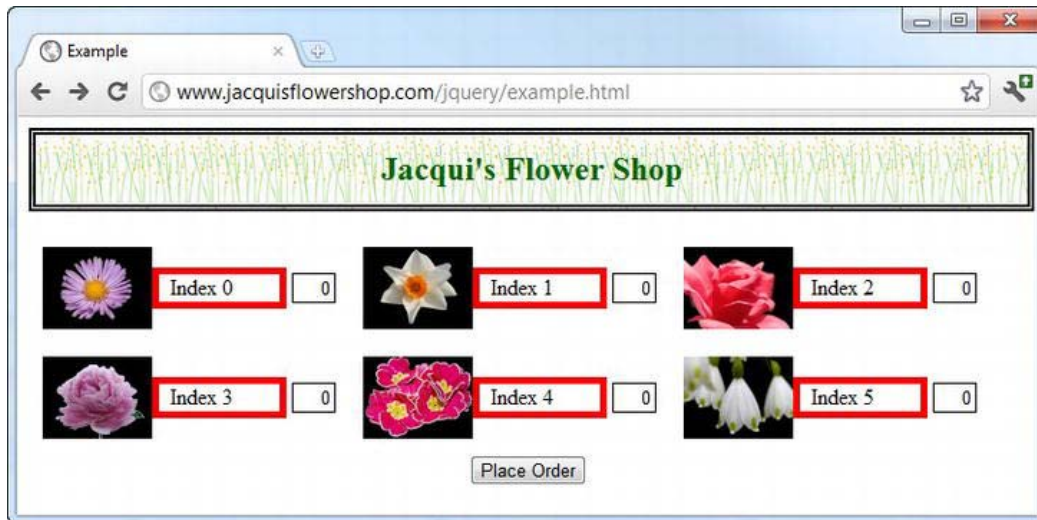 Example
www.jacquisflowershop.com/jquery/example.html
Jacqui's Flower Shop
Index 0 0 Index 1 0 Index 2 0
Index 3 0 Index 4 0 Index 5 0
Place Order